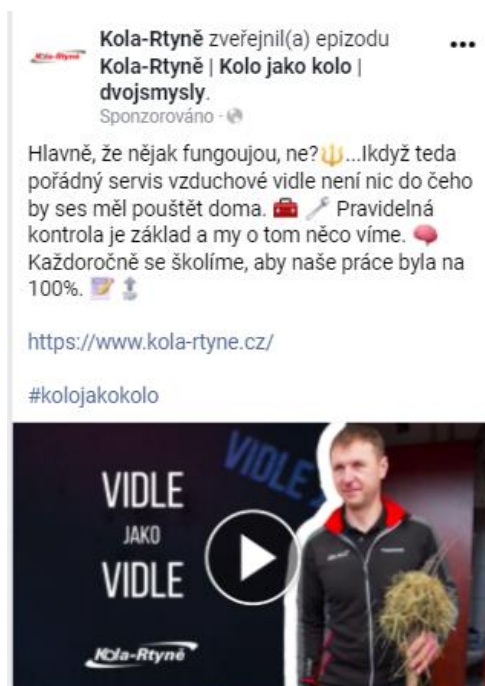 Kola-Rtyně
Kola-Rtyně zveřejnil(a) epizodu
Kola-Rtyně | Kolo jako kolo |
dvojsmysly.
Sponzorováno ·
Hlavně, že nějak fungoujou, ne?🔱...Ikdyž teda
pořádný servis vzduchové vidle není nic do čeho
by ses měl pouštět doma. 🧰 🔧 Pravidelná
kontrola je základ a my o tom něco víme. 🧠
Každoročně se školíme, aby naše práce byla na
100%. 📝 🗜️
https://www.kola-rtyne.cz/
#kolojakokolo
VIDLE
VIDLE
JAKO
VIDLE
Kola-Rtyně